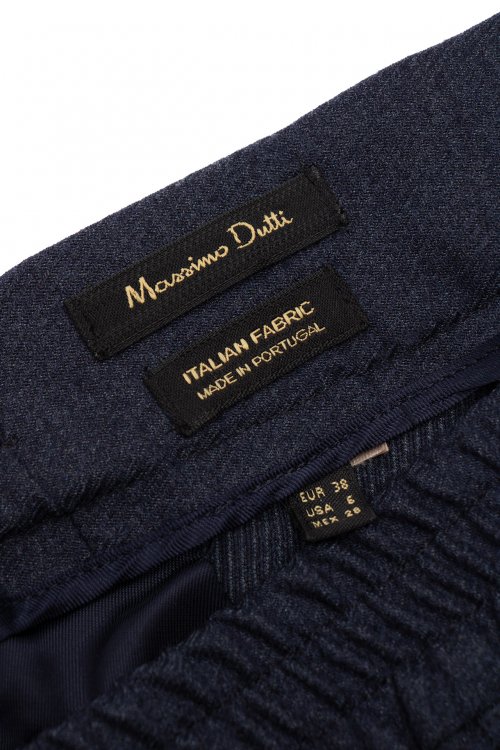 Massimo Dutti
ITALIAN FABRIC
MADE IN PORTUGAL
EUR 38
USA 6
MEX 28